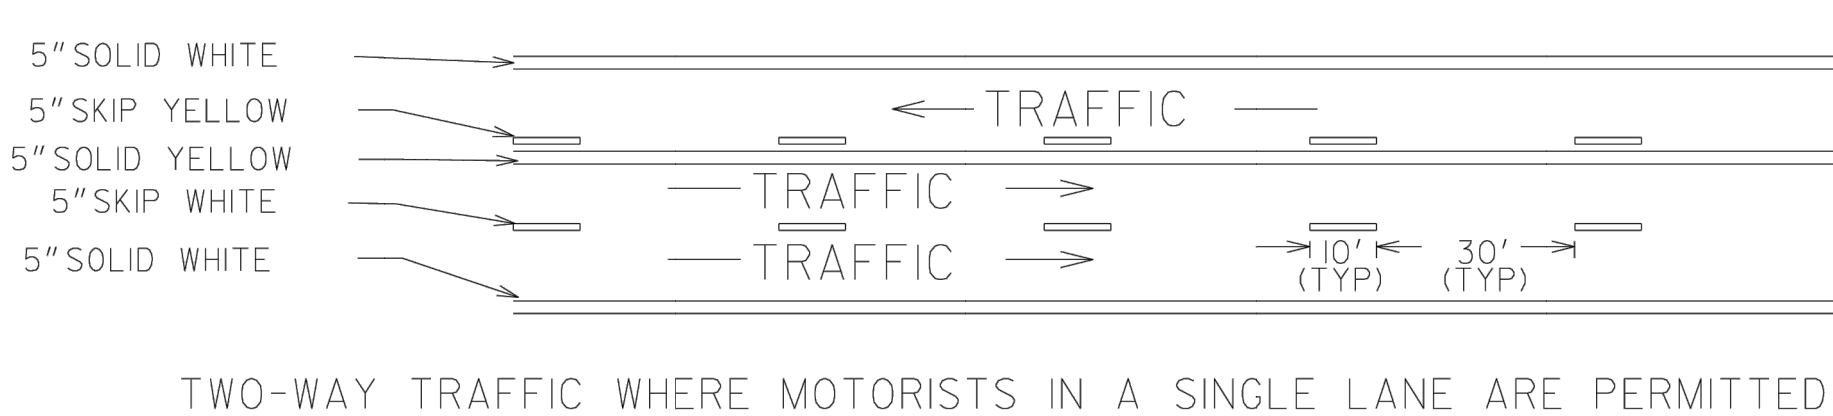 5"SOLID WHITE
5"SKIP YELLOW
TRAFFIC
5"SOLID YELLOW
TRAFFIC
5"SKIP WHITE
5"SOLID WHITE
TRAFFIC
10' 30'
(TYP) (TYP)
TWO-WAY TRAFFIC WHERE MOTORISTS IN A SINGLE LANE ARE PERMITTED